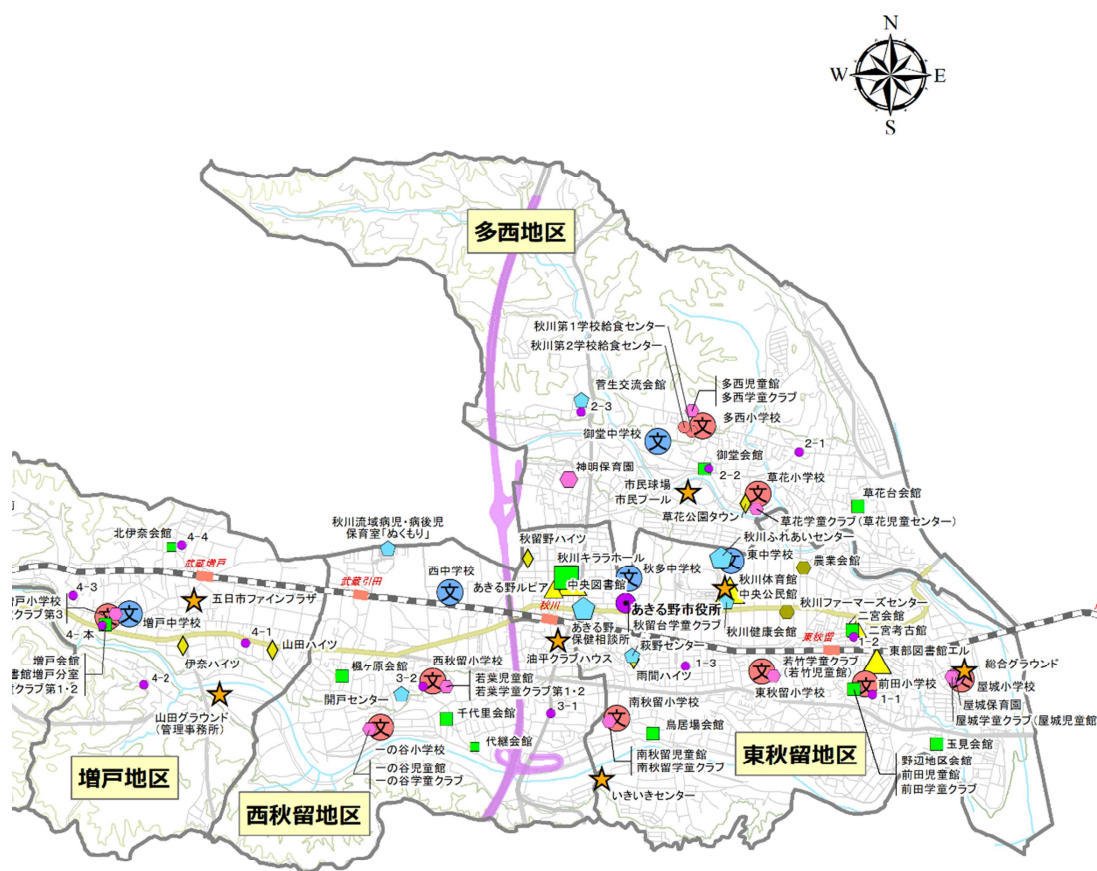 N
W
E
S
多西地区
秋川第1学校給食センター
秋川第2学校給食センター
多西児童館
多西学童クラブ
菅生交流会館
2-3
多西小学校
御堂中学校
2-1
御堂会館
2-2
神明保育園
草花小学校
市民球場
市民プール
草花台会館
草花公園タウン
草花学童クラブ(草花児童センター)
北伊奈会館
4-4
秋川流域病児・病後児
保育室「ぬくもり」
秋留野ハイツ
秋川ふれあいセンター
秋川キララホール
東中学校
農業会館
武蔵増戸
武蔵引田
西中学校
あきる野ルピア
中央図書館
秋多中学校
秋川体育館
中央公民館
4-3
五日市ファインプラザ
秋川
あきる野市役所
秋川ファーマーズセンター
戸小学校
クラブ第3
増戸中学校
あきる野
保健相談所
秋留台学童クラブ
秋川健康会館
二宮会館
二宮考古館
4-本
4-1
山田ハイツ
油平クラブハウス
萩野センター
東秋留
1-2
伊奈ハイツ
東部図書館エル
増戸会館
書館増戸分室
クラブ第1・2
楓ヶ原会館
西秋留小学校
雨間ハイツ
1-3
若竹学童クラブ
(若竹児童館)
総合グラウンド
4-2
3-2
若葉児童館
若葉学童クラブ第1・2
東秋留小学校
前田小学校
屋城小学校
屋城保育園
開戸センター
1-1
山田グラウンド
(管理事務所)
千代里会館
3-1
南秋留小学校
屋城学童クラブ(屋城児童館)
鳥居場会館
代継会館
玉見会館
一の谷小学校
一の谷児童館
一の谷学童クラブ
南秋留児童館
南秋留学童クラブ
東秋留地区
野辺地区会館
前田児童館
前田学童クラブ
増戸地区
いきいきセンター
西秋留地区